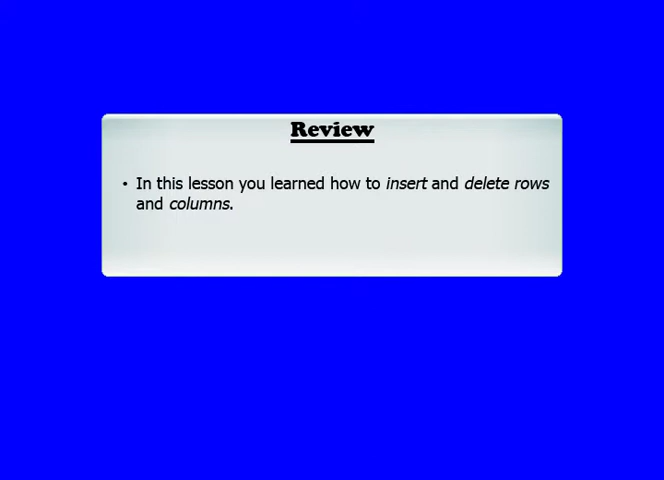 Review
• In this lesson you learned how to insert and delete rows
and columns.